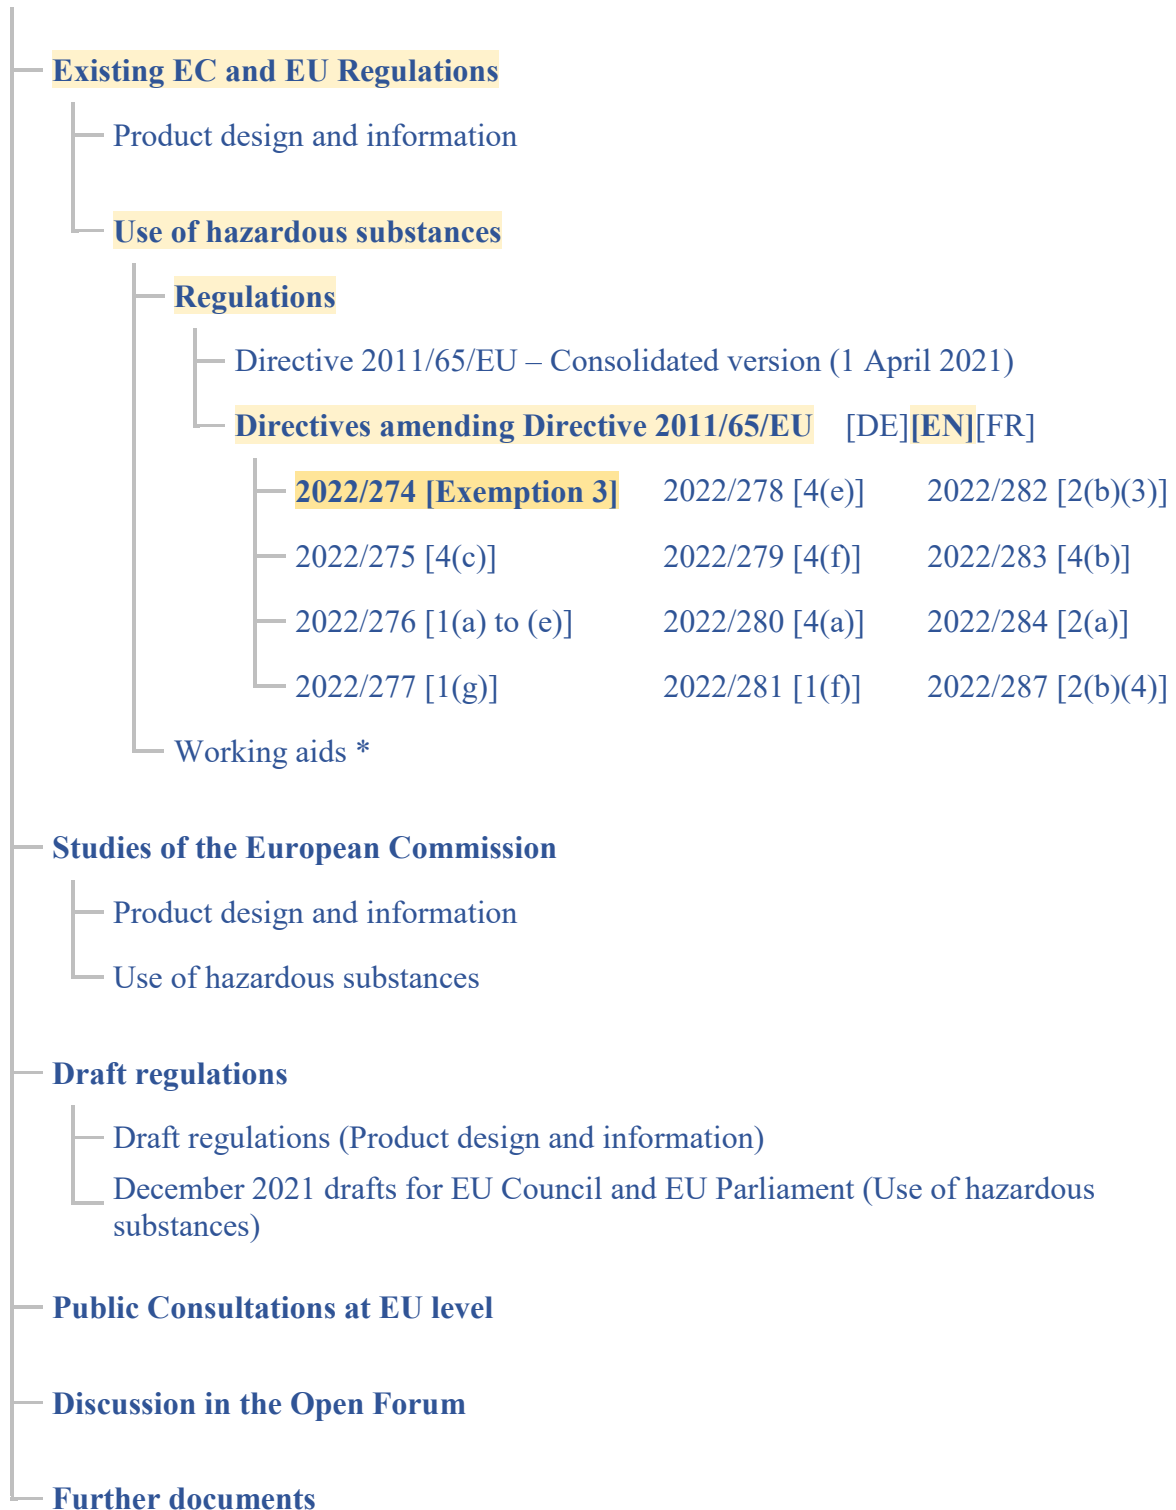 Existing EC and EU Regulations
Product design and information
Use of hazardous substances
Regulations
Directive 2011/65/EU – Consolidated version (1 April 2021)
Directives amending Directive 2011/65/EU [DE][EN][FR]
2022/274 [Exemption 3] 2022/278 [4(e)] 2022/282 [2(b)(3)]
2022/275 [4(c)] 2022/279 [4(f)] 2022/283 [4(b)]
2022/276 [1(a) to (e)] 2022/280 [4(a)] 2022/284 [2(a)]
2022/277 [1(g)] 2022/281 [1(f)] 2022/287 [2(b)(4)]
Working aids *
Studies of the European Commission
Product design and information
Use of hazardous substances
Draft regulations
Draft regulations (Product design and information)
December 2021 drafts for EU Council and EU Parliament (Use of hazardous
substances)
Public Consultations at EU level
Discussion in the Open Forum
Further documents